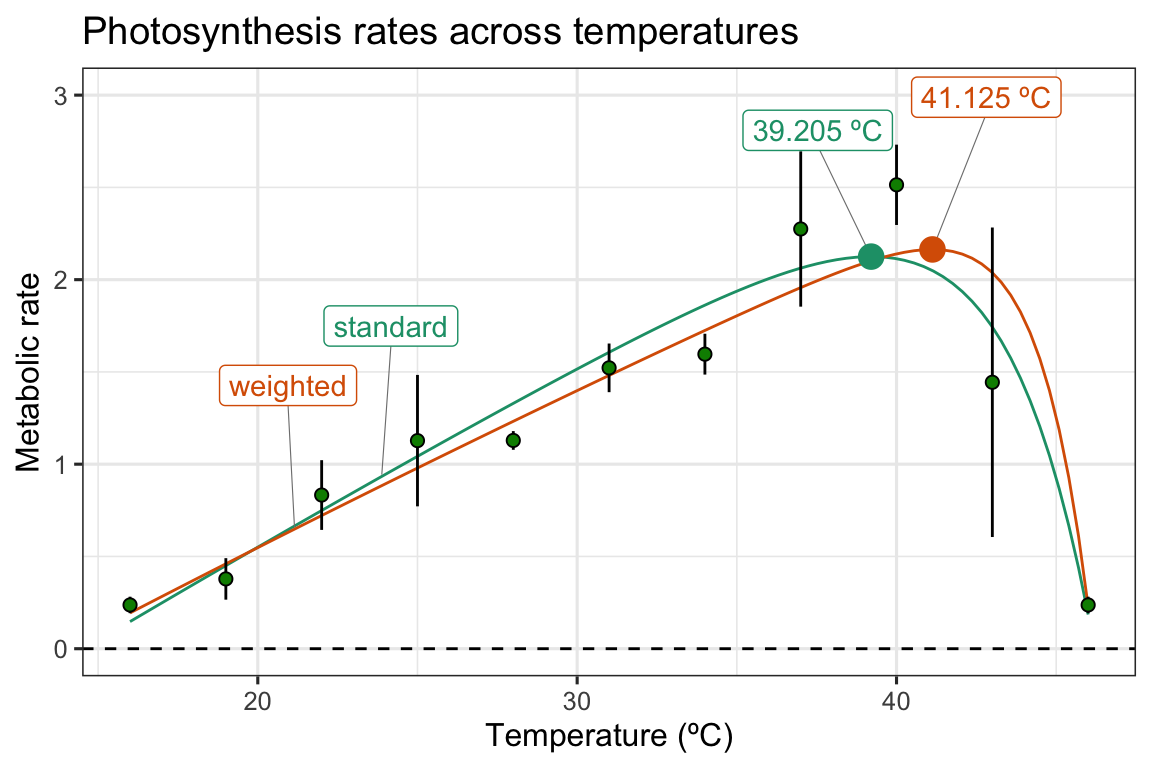 Photosynthesis rates across temperatures
3
41.125 ºC
39.205 ºC
2
standard
weighted
1
0
Metabolic rate
20
30
40
Temperature (ºC)